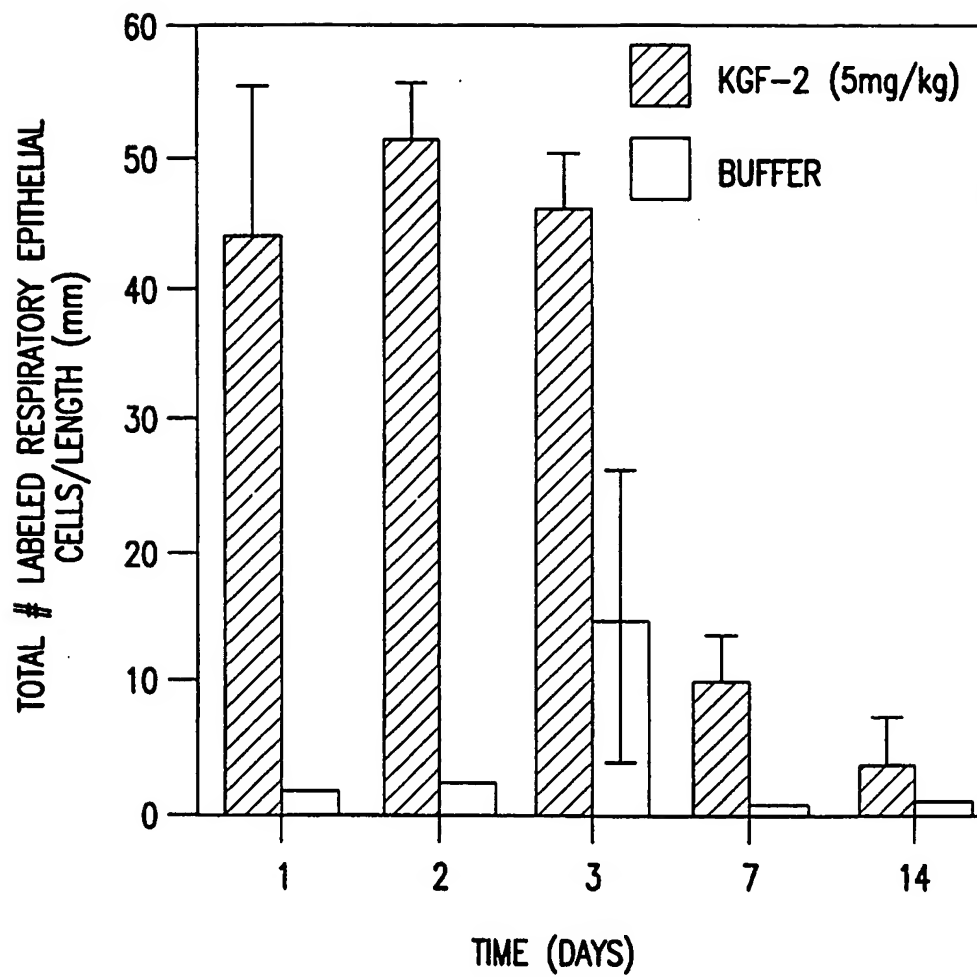 TOTAL # LABELED RESPIRATORY EPITHELIAL
CELLS/LENGTH (mm)
60
50
40
30
20
10
0
KGF-2 (5mg/kg)
BUFFER
1 2 3 7 14
TIME (DAYS)